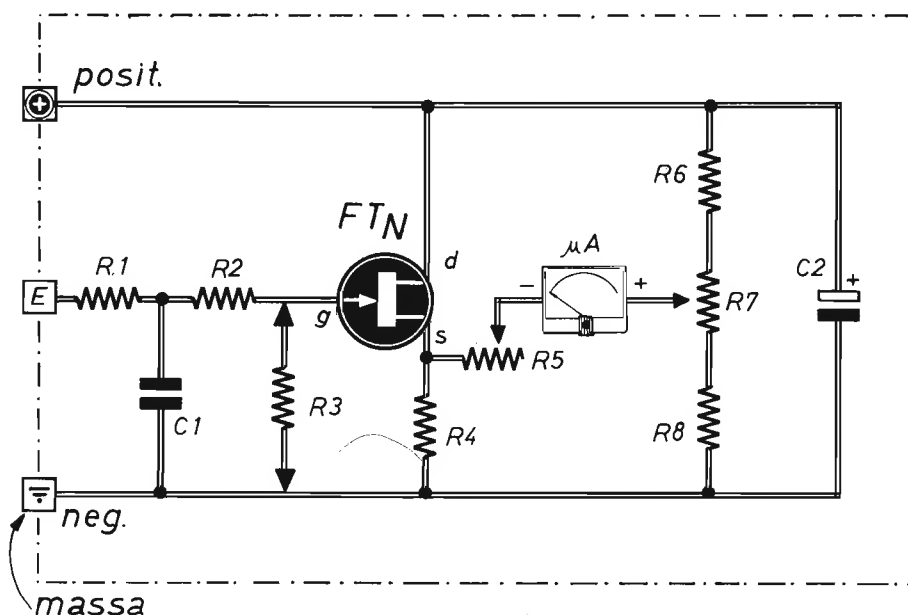 posit.
R6
FTN
d
µA
R1
R2
C2
+
E
-
+
R7
g
s
R5
R3
C1
R4
R8
neg.
massa